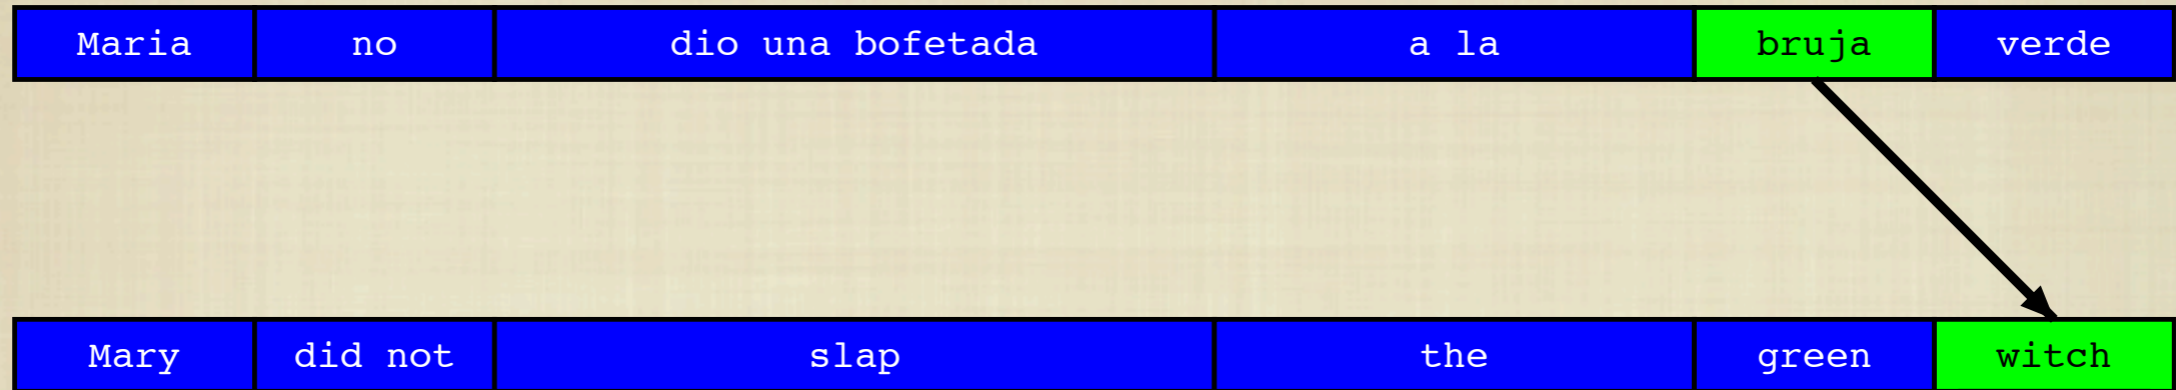 Maria no dio una bofetada a la bruja verde
Mary did not slap the green witch